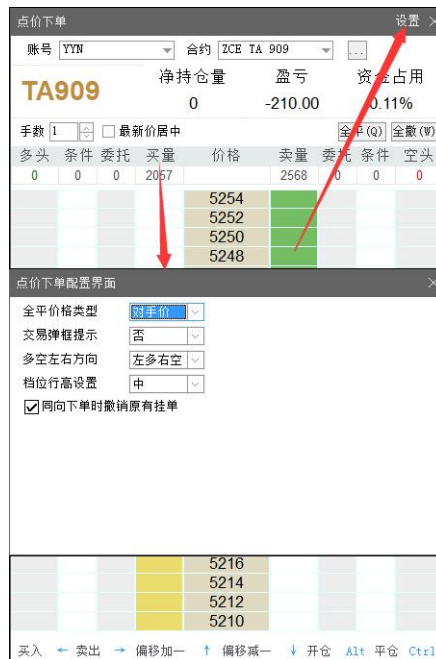 点价下单 设置 ×
账号 YYN 合约 ZCE TA 909 ...
TA909 净持仓量 盈亏 资金占用
0 -210.00 0.11%
手数 1 最新价居中 全平(Q) 全撤(W)
多头 条件 委托 买量 价格 卖量 委托 条件 空头
0 0 0 2067 2568 0 0 0
5254
5252
5250
5248
点价下单配置界面 ×
全平价格类型 对手价
交易弹框提示 否
多空左右方向 左多右空
档位行高设置 中
同向下单时撤销原有挂单
5216
5214
5212
5210
买入 ← 卖出 → 偏移加一 ↑ 偏移减一 ↓ 开仓 Alt 平仓 Ctrl